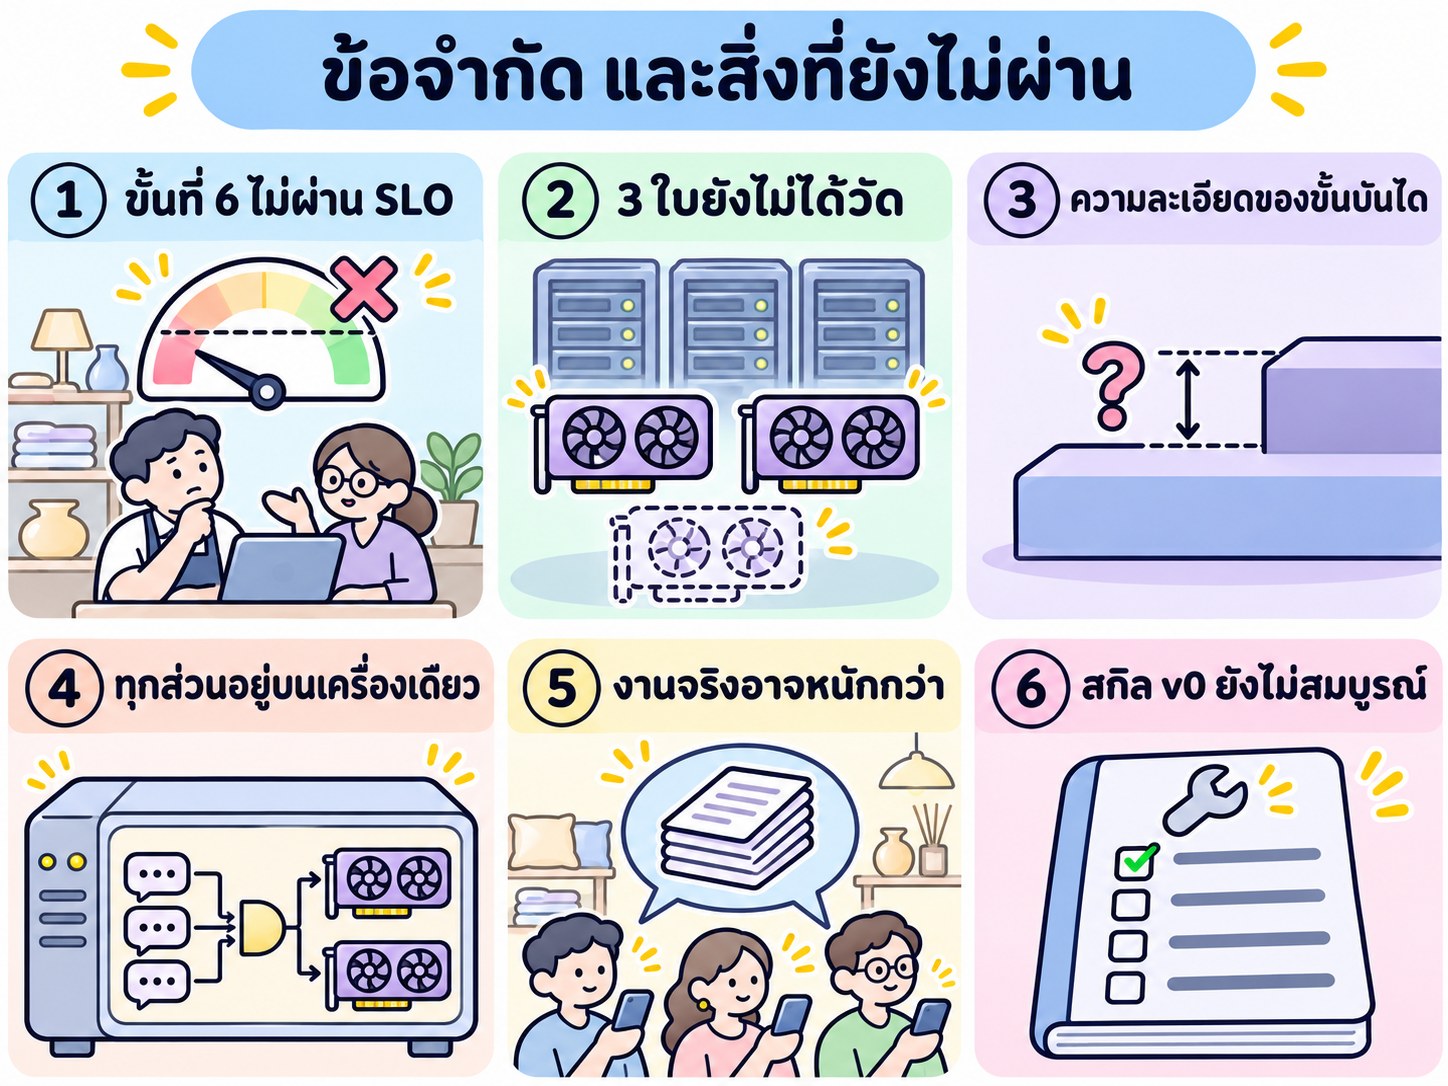 ข้อจำกัด และสิ่งที่ยังไม่ผ่าน
1 ขั้นที่ 6 ไม่ผ่าน SLO
2 3 ใบยังไม่ได้วัด
3 ความละเอียดของขั้นบันได
4 ทุกส่วนอยู่บนเครื่องเดียว
5 งานจริงอาจหนักกว่า
6 สกิล v0 ยังไม่สมบูรณ์